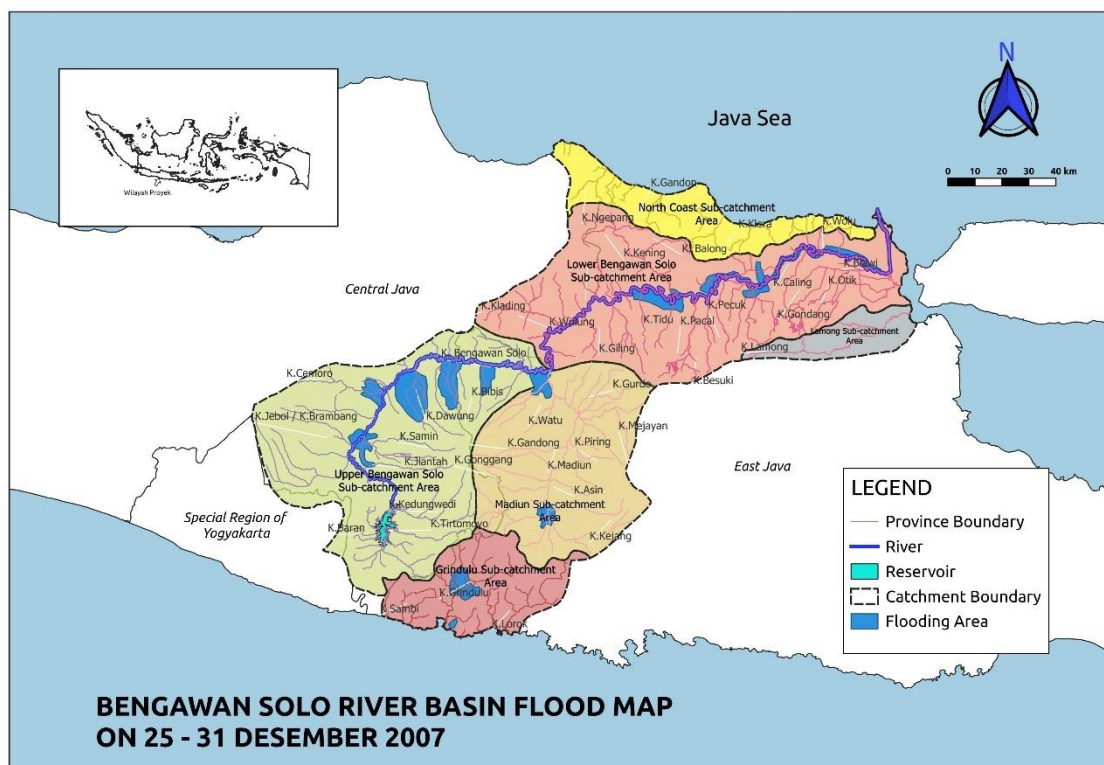 Wilayah Proyek
N
0 10 20 30 40 km
Java Sea
K.Gandon
North Coast Sub-catchment
Area
K.Ngepang
K.Klero
K.Wolu
K. Balong
K.Kening
Lower Bengawan Solo
Sub-catchment Area
K.Caling
K.Otik
K.Klading
K.Pecuk
K.Tidu
K.Pacal
K.Gondang
K.Giling
K.Lamong
Lamong Sub-catchment
Area
K.Besuki
Central Java
K. Bengawan Solo
K.Cemoro
K.Bibis
K.Gurdo
K.Jebol / K.Brambang
K.Dawung
K.Watu
K.Mejayan
K.Samin
K.Gandong
K.Piring
K.Jlantah
K.Gonggang
K.Madiun
East Java
Upper Bengawan Solo
Sub-catchment Area
K.Asin
K.Kedungwedi
Madiun Sub-catchment
Area
Special Region of
Yogyakarta
K.Baran
K.Tirtomoyo
K.Kejang
Grindulu Sub-catchment
Area
K.Grindulu
K.Sambi
K.Lorok
LEGEND
Province Boundary
River
Reservoir
Catchment Boundary
Flooding Area
BENGAWAN SOLO RIVER BASIN FLOOD MAP
ON 25 - 31 DESEMBER 2007